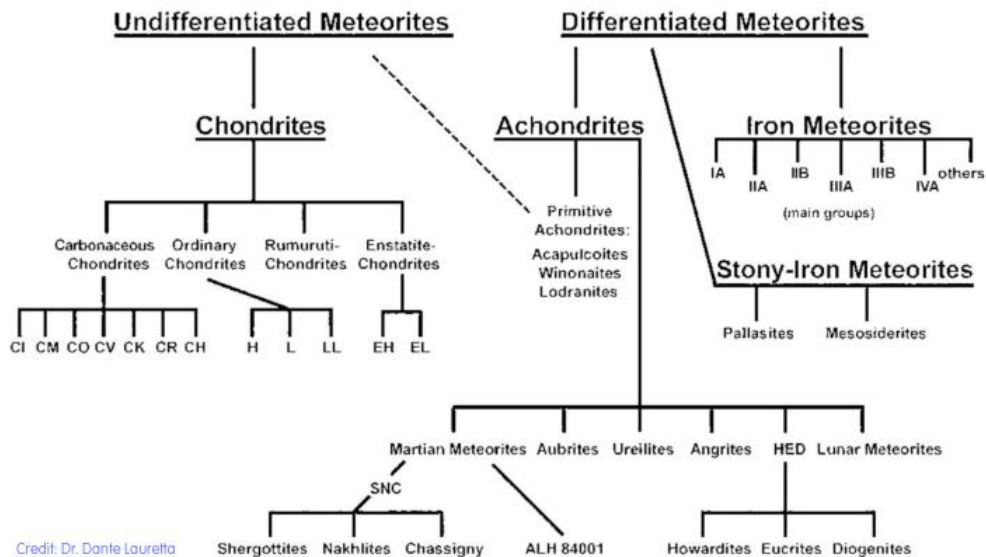 Undifferentiated Meteorites
Differentiated Meteorites
Chondrites
Achondrites
Iron Meteorites
IA IIA IIB IIIA IIIB IVA others
(main groups)
Primitive
Achondrites:
Acapulcoites
Winonaites
Lodranites
Carbonaceous
Chondrites
Ordinary
Chondrites
Rumuruti-
Chondrites
Enstatite-
Chondrites
Stony-Iron Meteorites
Pallasites Mesosiderites
CI CM CO CV CK CR CH
H L LL
EH EL
Martian Meteorites Aubrites Ureilites Angrites HED Lunar Meteorites
SNC
Shergottites Nakhlites Chassigny ALH 84001 Howardites Eucrites Diogenites
Credit: Dr. Dante Lauretta